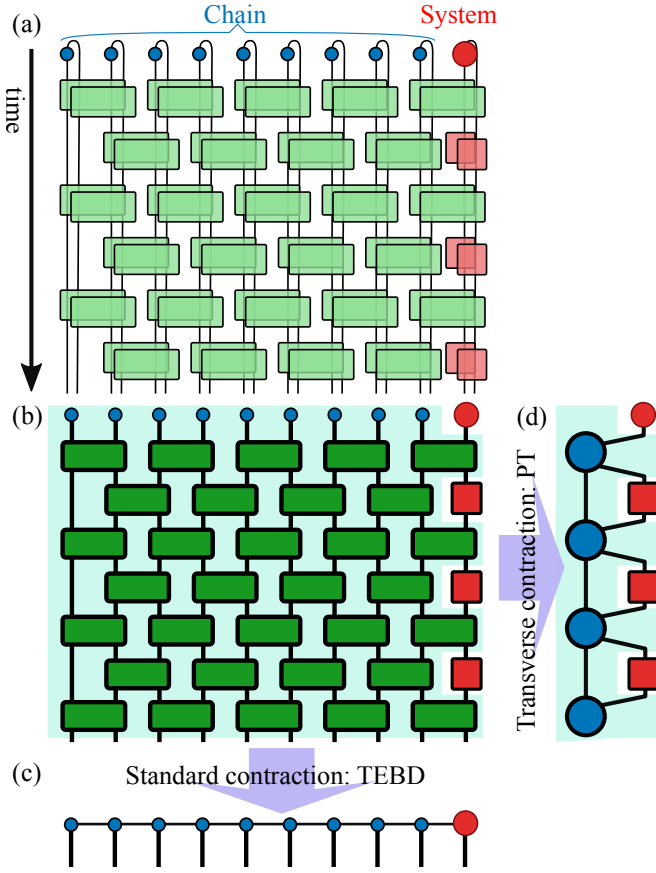 (a)
Chain
System
time
(b)
(d)
Transverse contraction: PT
(c)
Standard contraction: TEBD